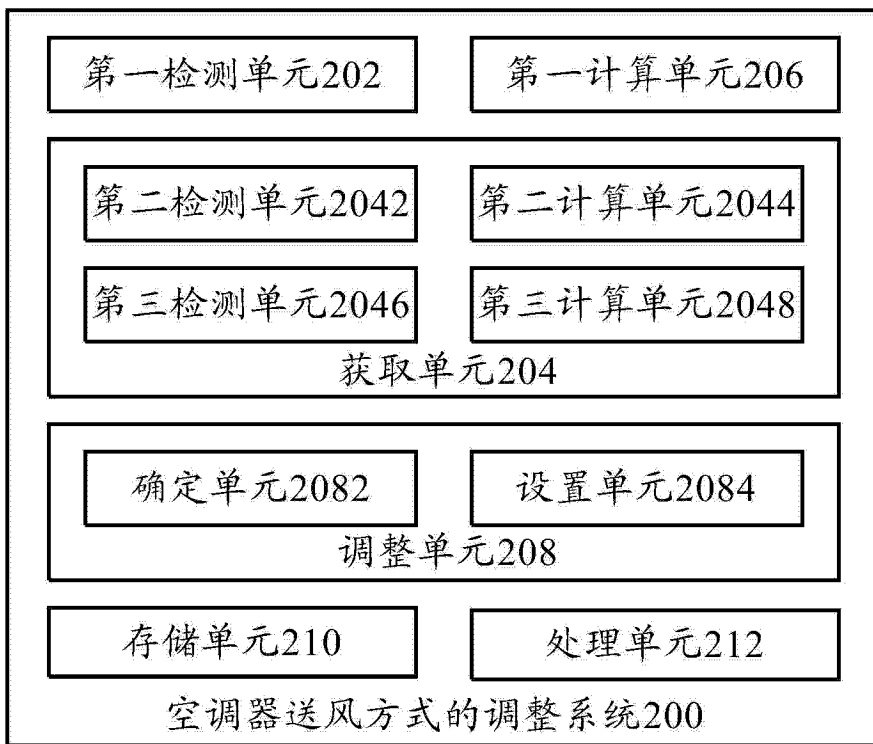 第一检测单元202
第一计算单元206
第二检测单元2042
第二计算单元2044
第三检测单元2046
第三计算单元2048
获取单元204
确定单元2082
设置单元2084
调整单元208
存储单元210
处理单元212
空调器送风方式的调整系统200